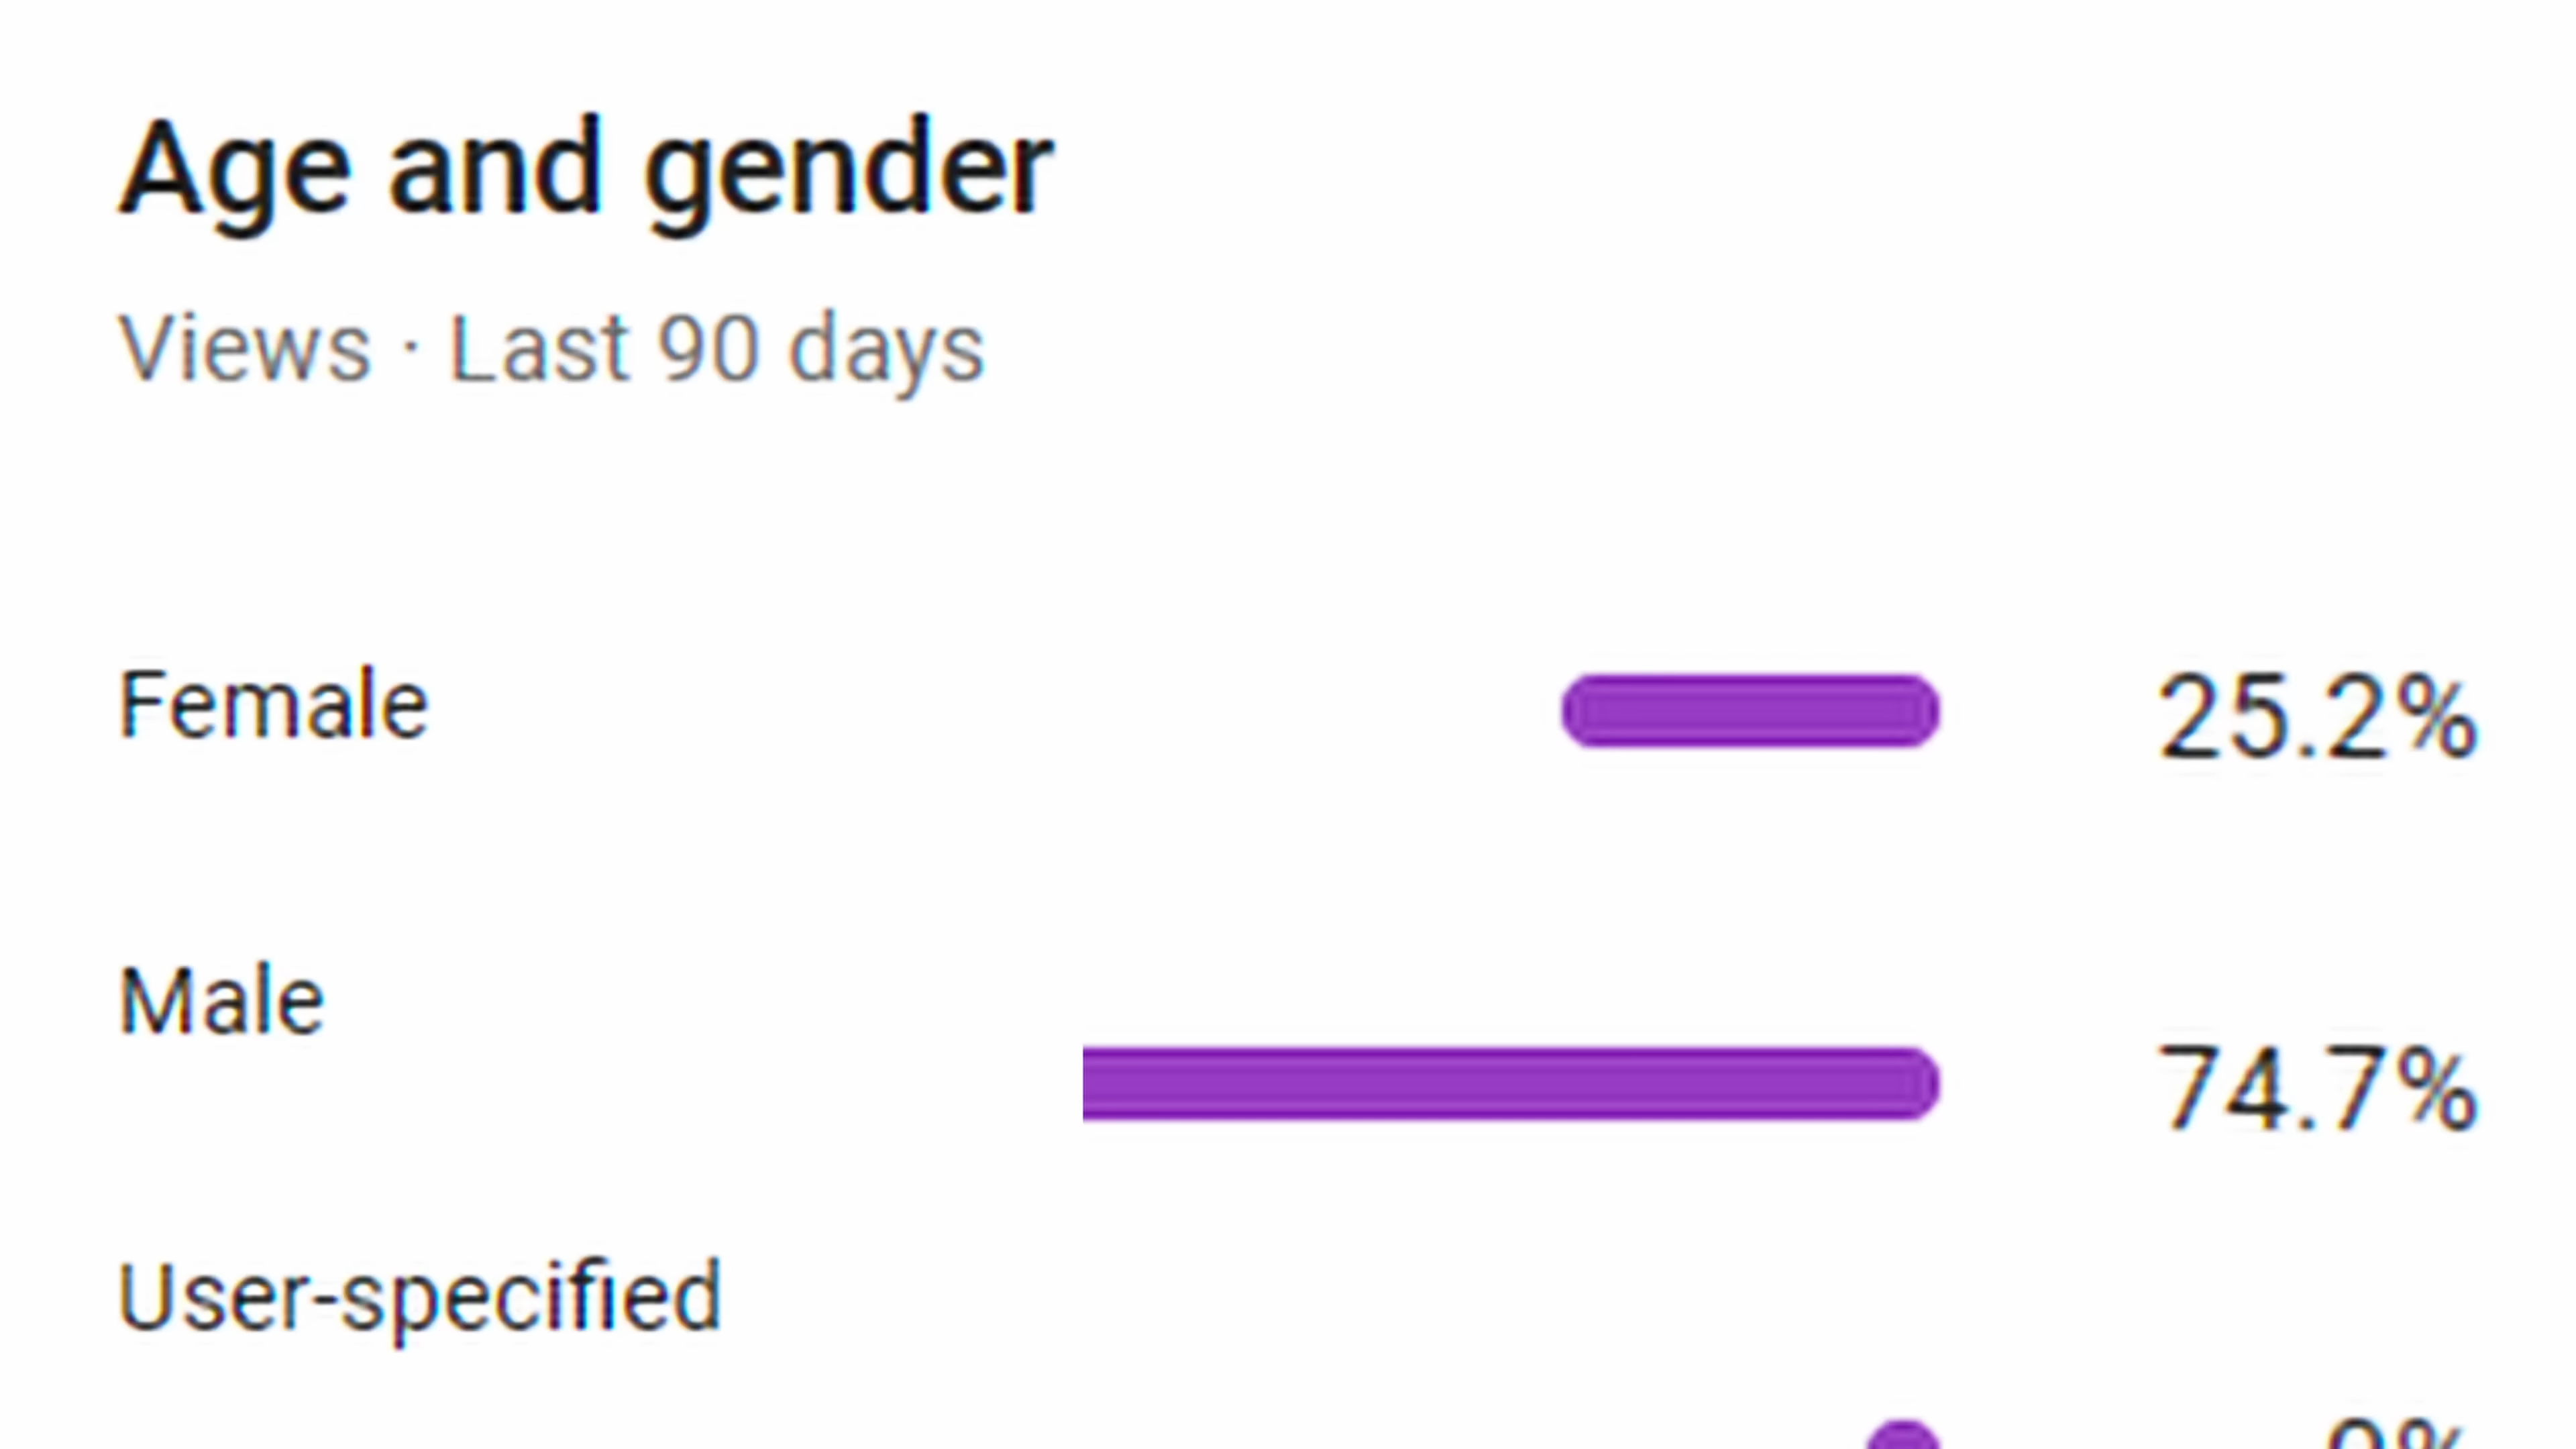 Age and gender
Views · Last 90 days
Female 25.2%
Male 74.7%
User-specified